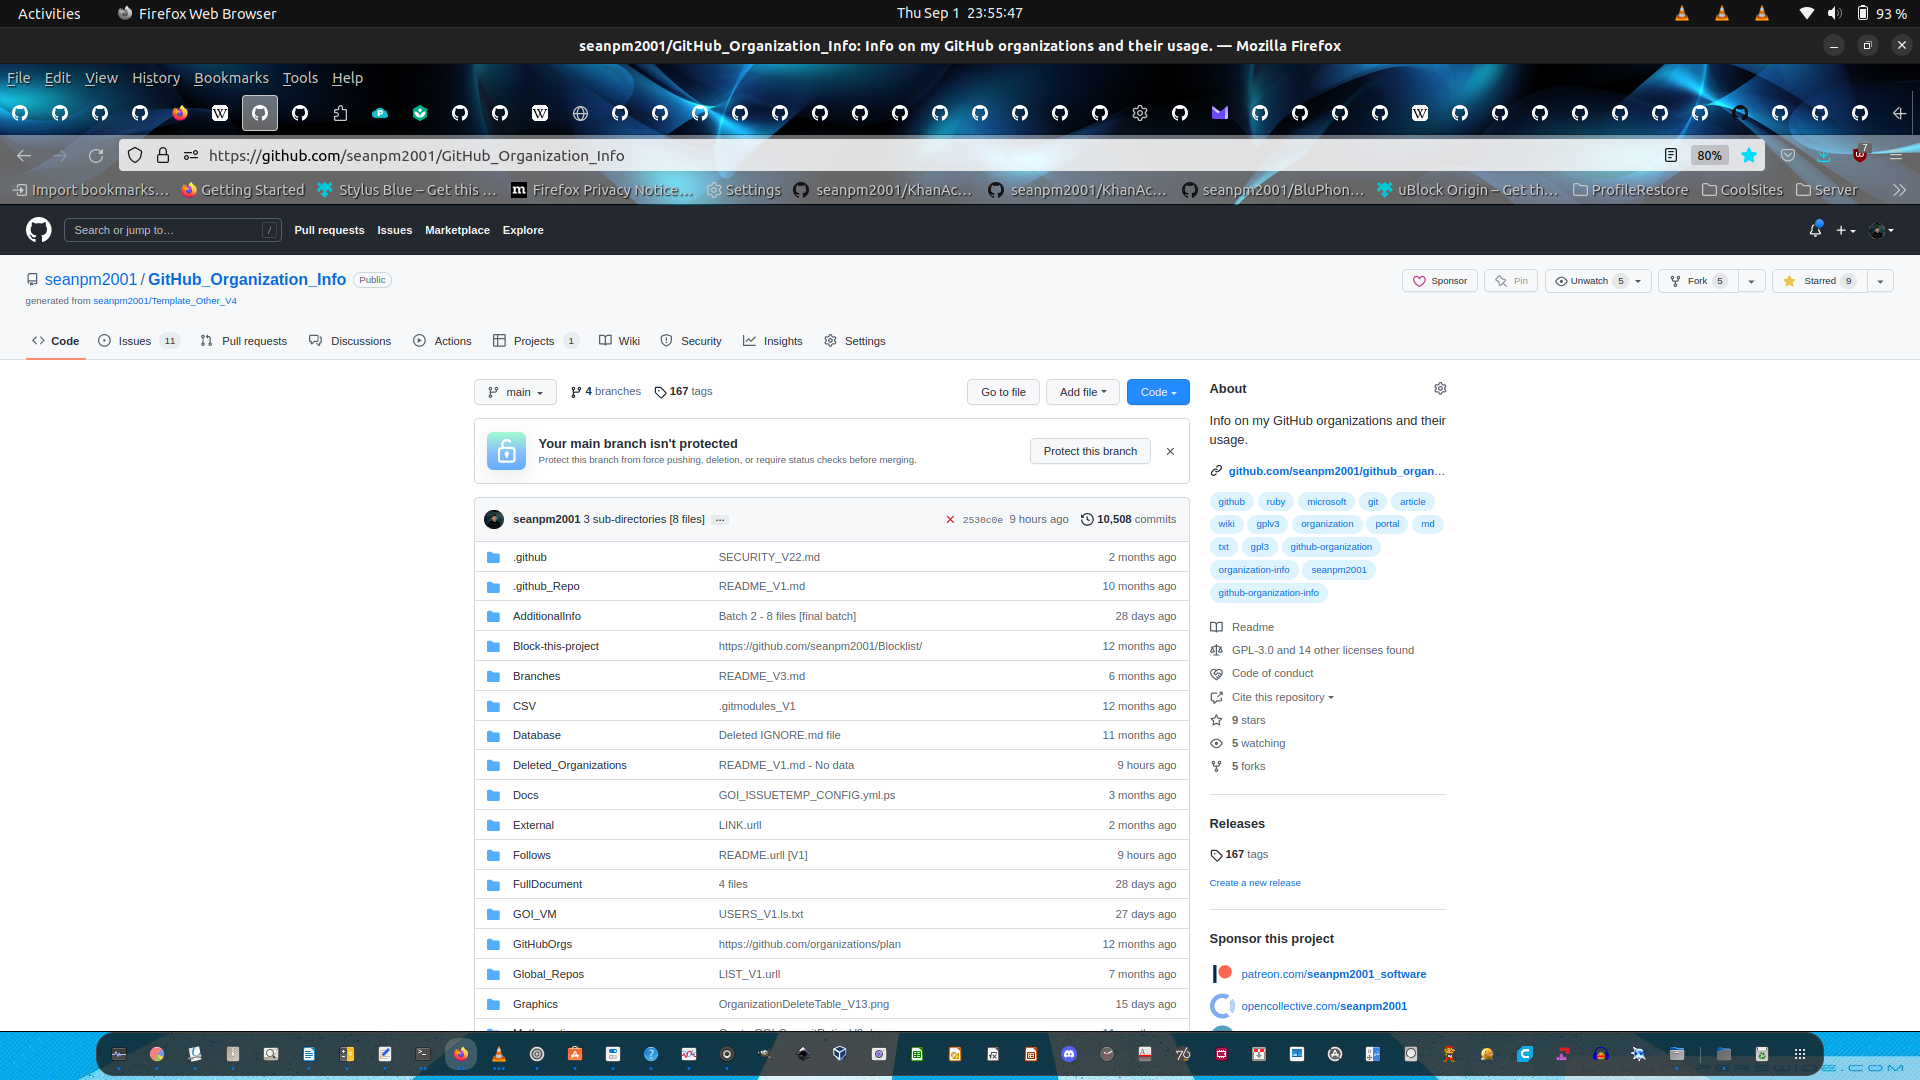 Activities
Firefox Web Browser
Thu Sep 1 23:55:47
93 %
seanpm2001/GitHub_Organization_Info: Info on my GitHub organizations and their usage. — Mozilla Firefox
File Edit View History Bookmarks Tools Help
https://github.com/seanpm2001/GitHub_Organization_Info
80%
7
Import bookmarks…
Getting Started
Stylus Blue – Get this …
Firefox Privacy Notice…
Settings
seanpm2001/KhanAc…
seanpm2001/KhanAc…
seanpm2001/BluPhon…
uBlock Origin – Get th…
ProfileRestore
CoolSites
Server
Search or jump to…
/
Pull requests
Issues
Marketplace
Explore
seanpm2001 / GitHub_Organization_Info
Public
generated from seanpm2001/Template_Other_V4
Sponsor
Pin
Unwatch 5
Fork 5
Starred 9
Code
Issues 11
Pull requests
Discussions
Actions
Projects 1
Wiki
Security
Insights
Settings
main
4 branches
167 tags
Go to file
Add file
Code
Your main branch isn't protected
Protect this branch from force pushing, deletion, or require status checks before merging.
Protect this branch
seanpm2001 3 sub-directories [8 files] …
2530c0e 9 hours ago
10,508 commits
.github SECURITY_V22.md 2 months ago
.github_Repo README_V1.md 10 months ago
AdditionalInfo Batch 2 - 8 files [final batch] 28 days ago
Block-this-project https://github.com/seanpm2001/Blocklist/ 12 months ago
Branches README_V3.md 6 months ago
CSV .gitmodules_V1 12 months ago
Database Deleted IGNORE.md file 11 months ago
Deleted_Organizations README_V1.md - No data 9 hours ago
Docs GOI_ISSUETEMP_CONFIG.yml.ps 3 months ago
External LINK.urll 2 months ago
Follows README.urll [V1] 9 hours ago
FullDocument 4 files 28 days ago
GOI_VM USERS_V1.ls.txt 27 days ago
GitHubOrgs https://github.com/organizations/plan 12 months ago
Global_Repos LIST_V1.urll 7 months ago
Graphics OrganizationDeleteTable_V13.png 15 days ago
About
Info on my GitHub organizations and their
usage.
github.com/seanpm2001/github_organ…
github ruby microsoft git article
wiki gplv3 organization portal md
txt gpl3 github-organization
organization-info seanpm2001
github-organization-info
Readme
GPL-3.0 and 14 other licenses found
Code of conduct
Cite this repository
9 stars
5 watching
5 forks
Releases
167 tags
Create a new release
Sponsor this project
patreon.com/seanpm2001_software
opencollective.com/seanpm2001